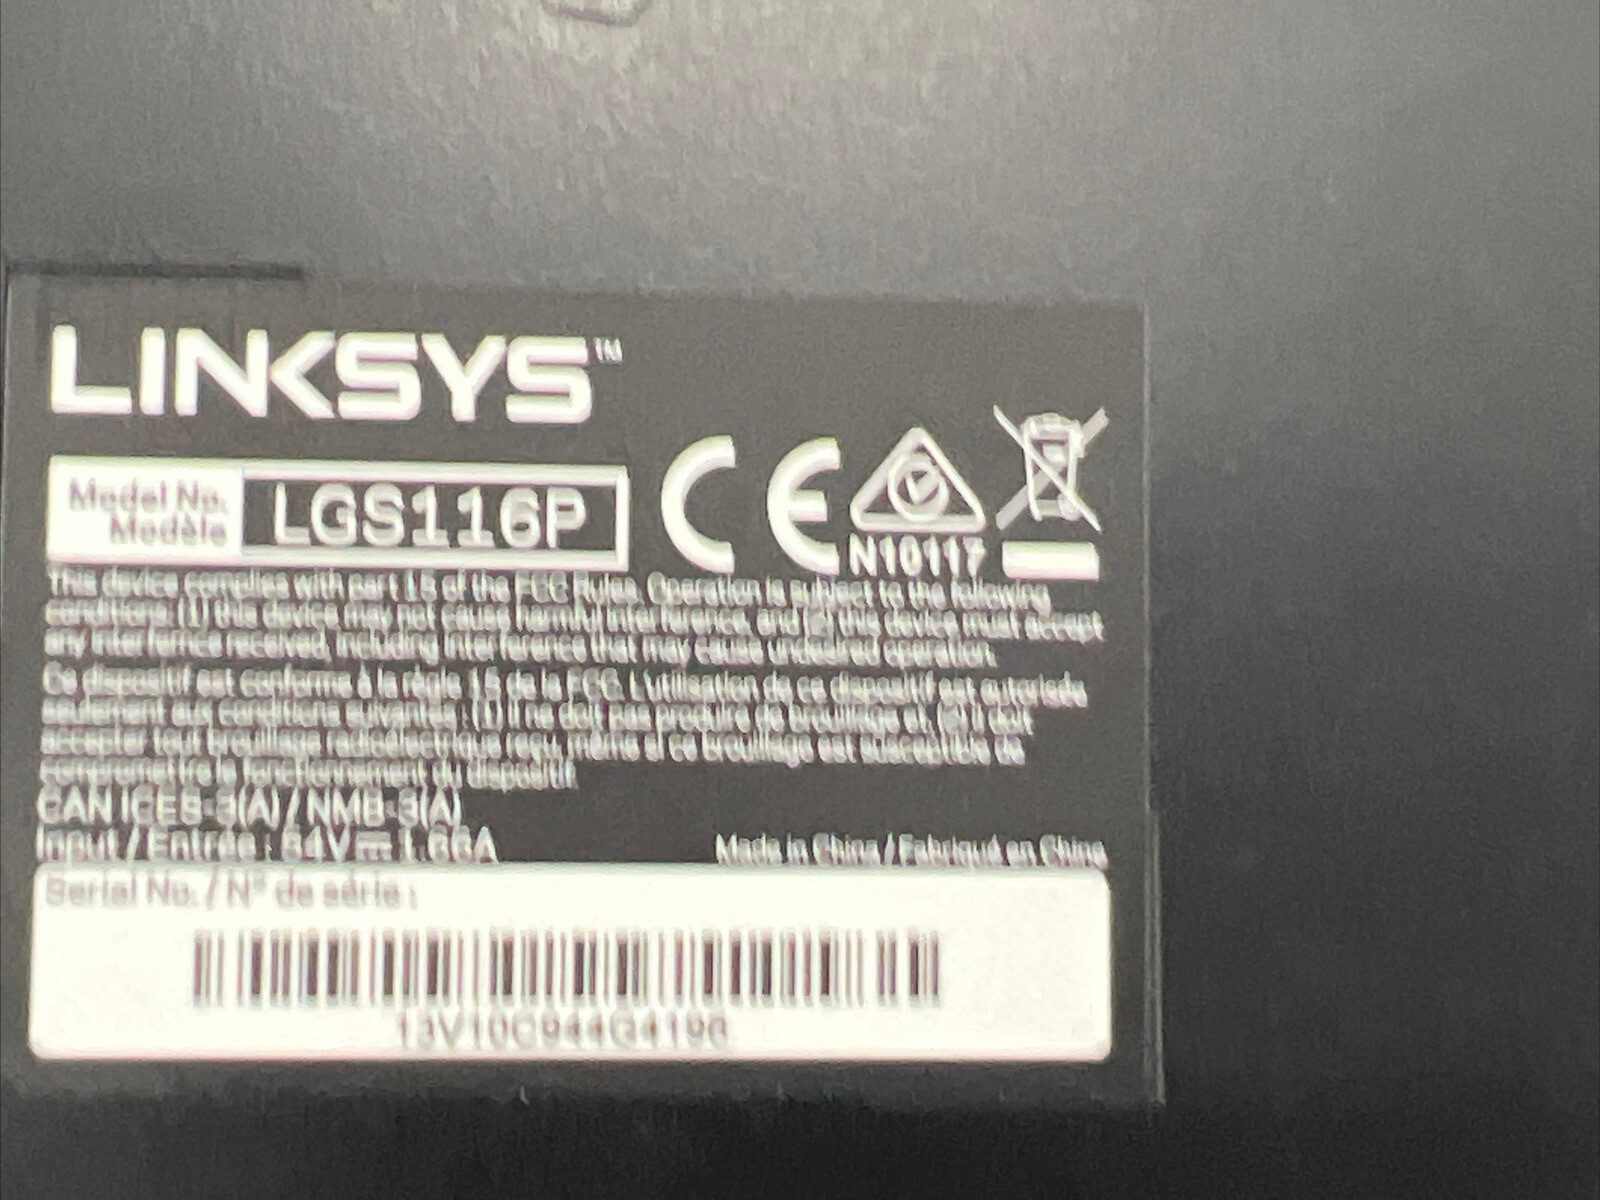 LINKSYS™
Model No.
Modèle
LGS116P
N10117
This device complies with part 15 of the FCC Rules. Operation is subject to the following
conditions: (1) this device may not cause harmful interference, and (2) this device must accept
any interference received, including interference that may cause undesired operation.
Ce dispositif est conforme à la règle 15 de la FCC. L'utilisation de ce dispositif est autorisée
seulement aux conditions suivantes : (1) il ne doit pas produire de brouillage et, (2) il doit
accepter tout brouillage radioélectrique reçu, même si ce brouillage est susceptible de
compromettre le fonctionnement du dispositif.
CAN ICES-3(A) / NMB-3(A)
Input / Entrée : 54V⎓
Made in China / Fabriqué en Chine
Serial No. / Nº de série :